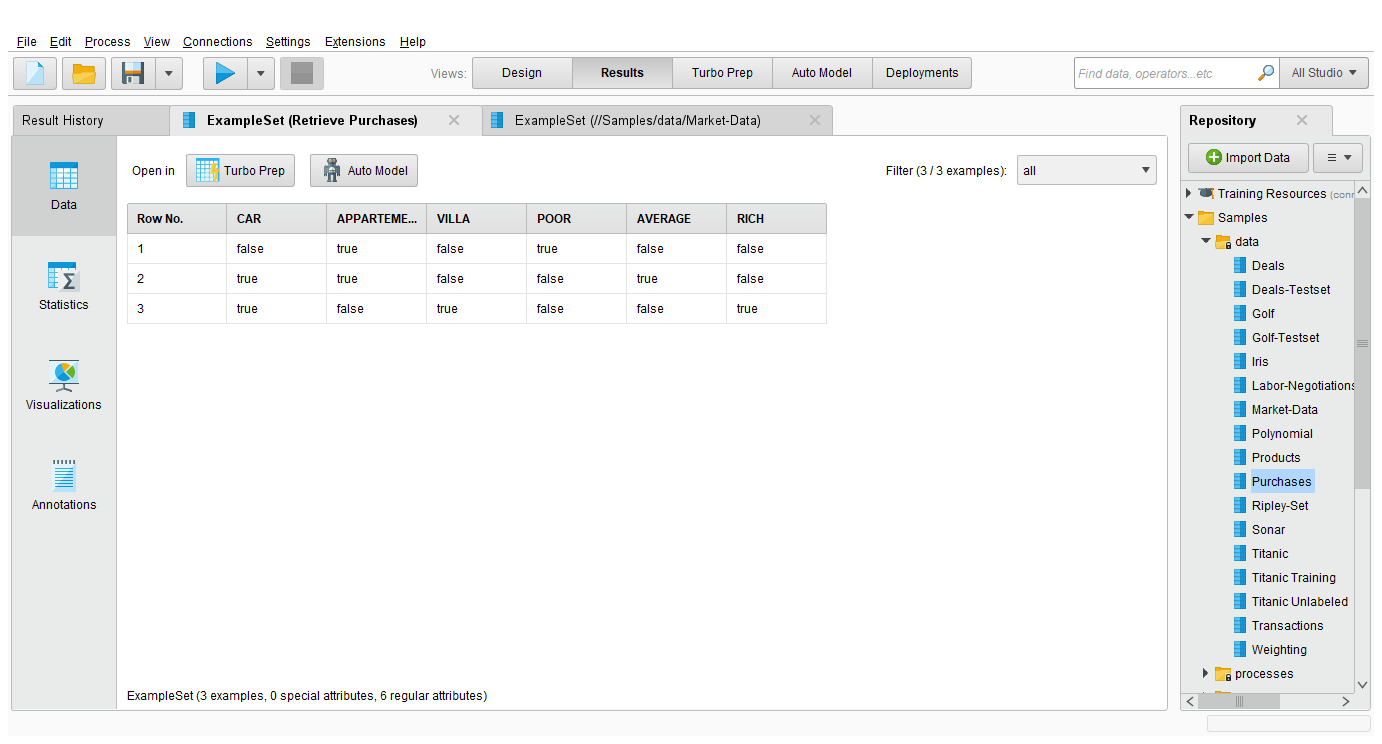 File Edit Process View Connections Settings Extensions Help
Views: Design Results Turbo Prep Auto Model Deployments
Find data, operators...etc
All Studio
Result History
ExampleSet (Retrieve Purchases)
ExampleSet (//Samples/data/Market-Data)
Repository
Data
Statistics
Visualizations
Annotations
Open in Turbo Prep Auto Model
Filter (3 / 3 examples): all
Row No. CAR APPARTEME... VILLA POOR AVERAGE RICH
1 false true false true false false
2 true true false false true false
3 true false true false false true
ExampleSet (3 examples, 0 special attributes, 6 regular attributes)
Import Data
Training Resources (conr
Samples
data
Deals
Deals-Testset
Golf
Golf-Testset
Iris
Labor-Negotiations
Market-Data
Polynomial
Products
Purchases
Ripley-Set
Sonar
Titanic
Titanic Training
Titanic Unlabeled
Transactions
Weighting
processes